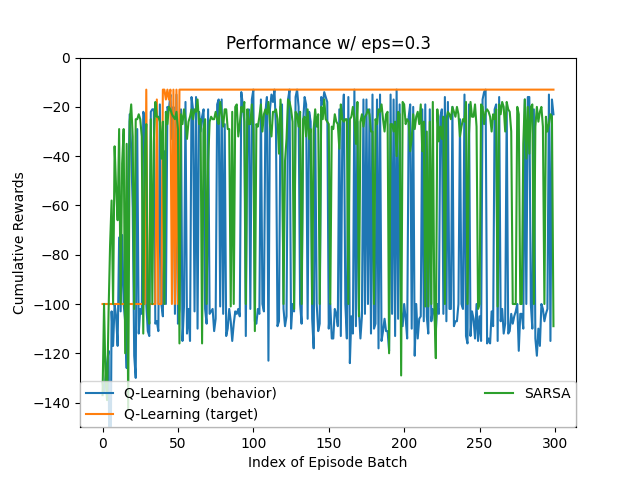 Performance w/ eps=0.3
Cumulative Rewards
0
−20
−40
−60
−80
−100
−120
−140
Q-Learning (behavior)
Q-Learning (target)
SARSA
0 50 100 150 200 250 300
Index of Episode Batch